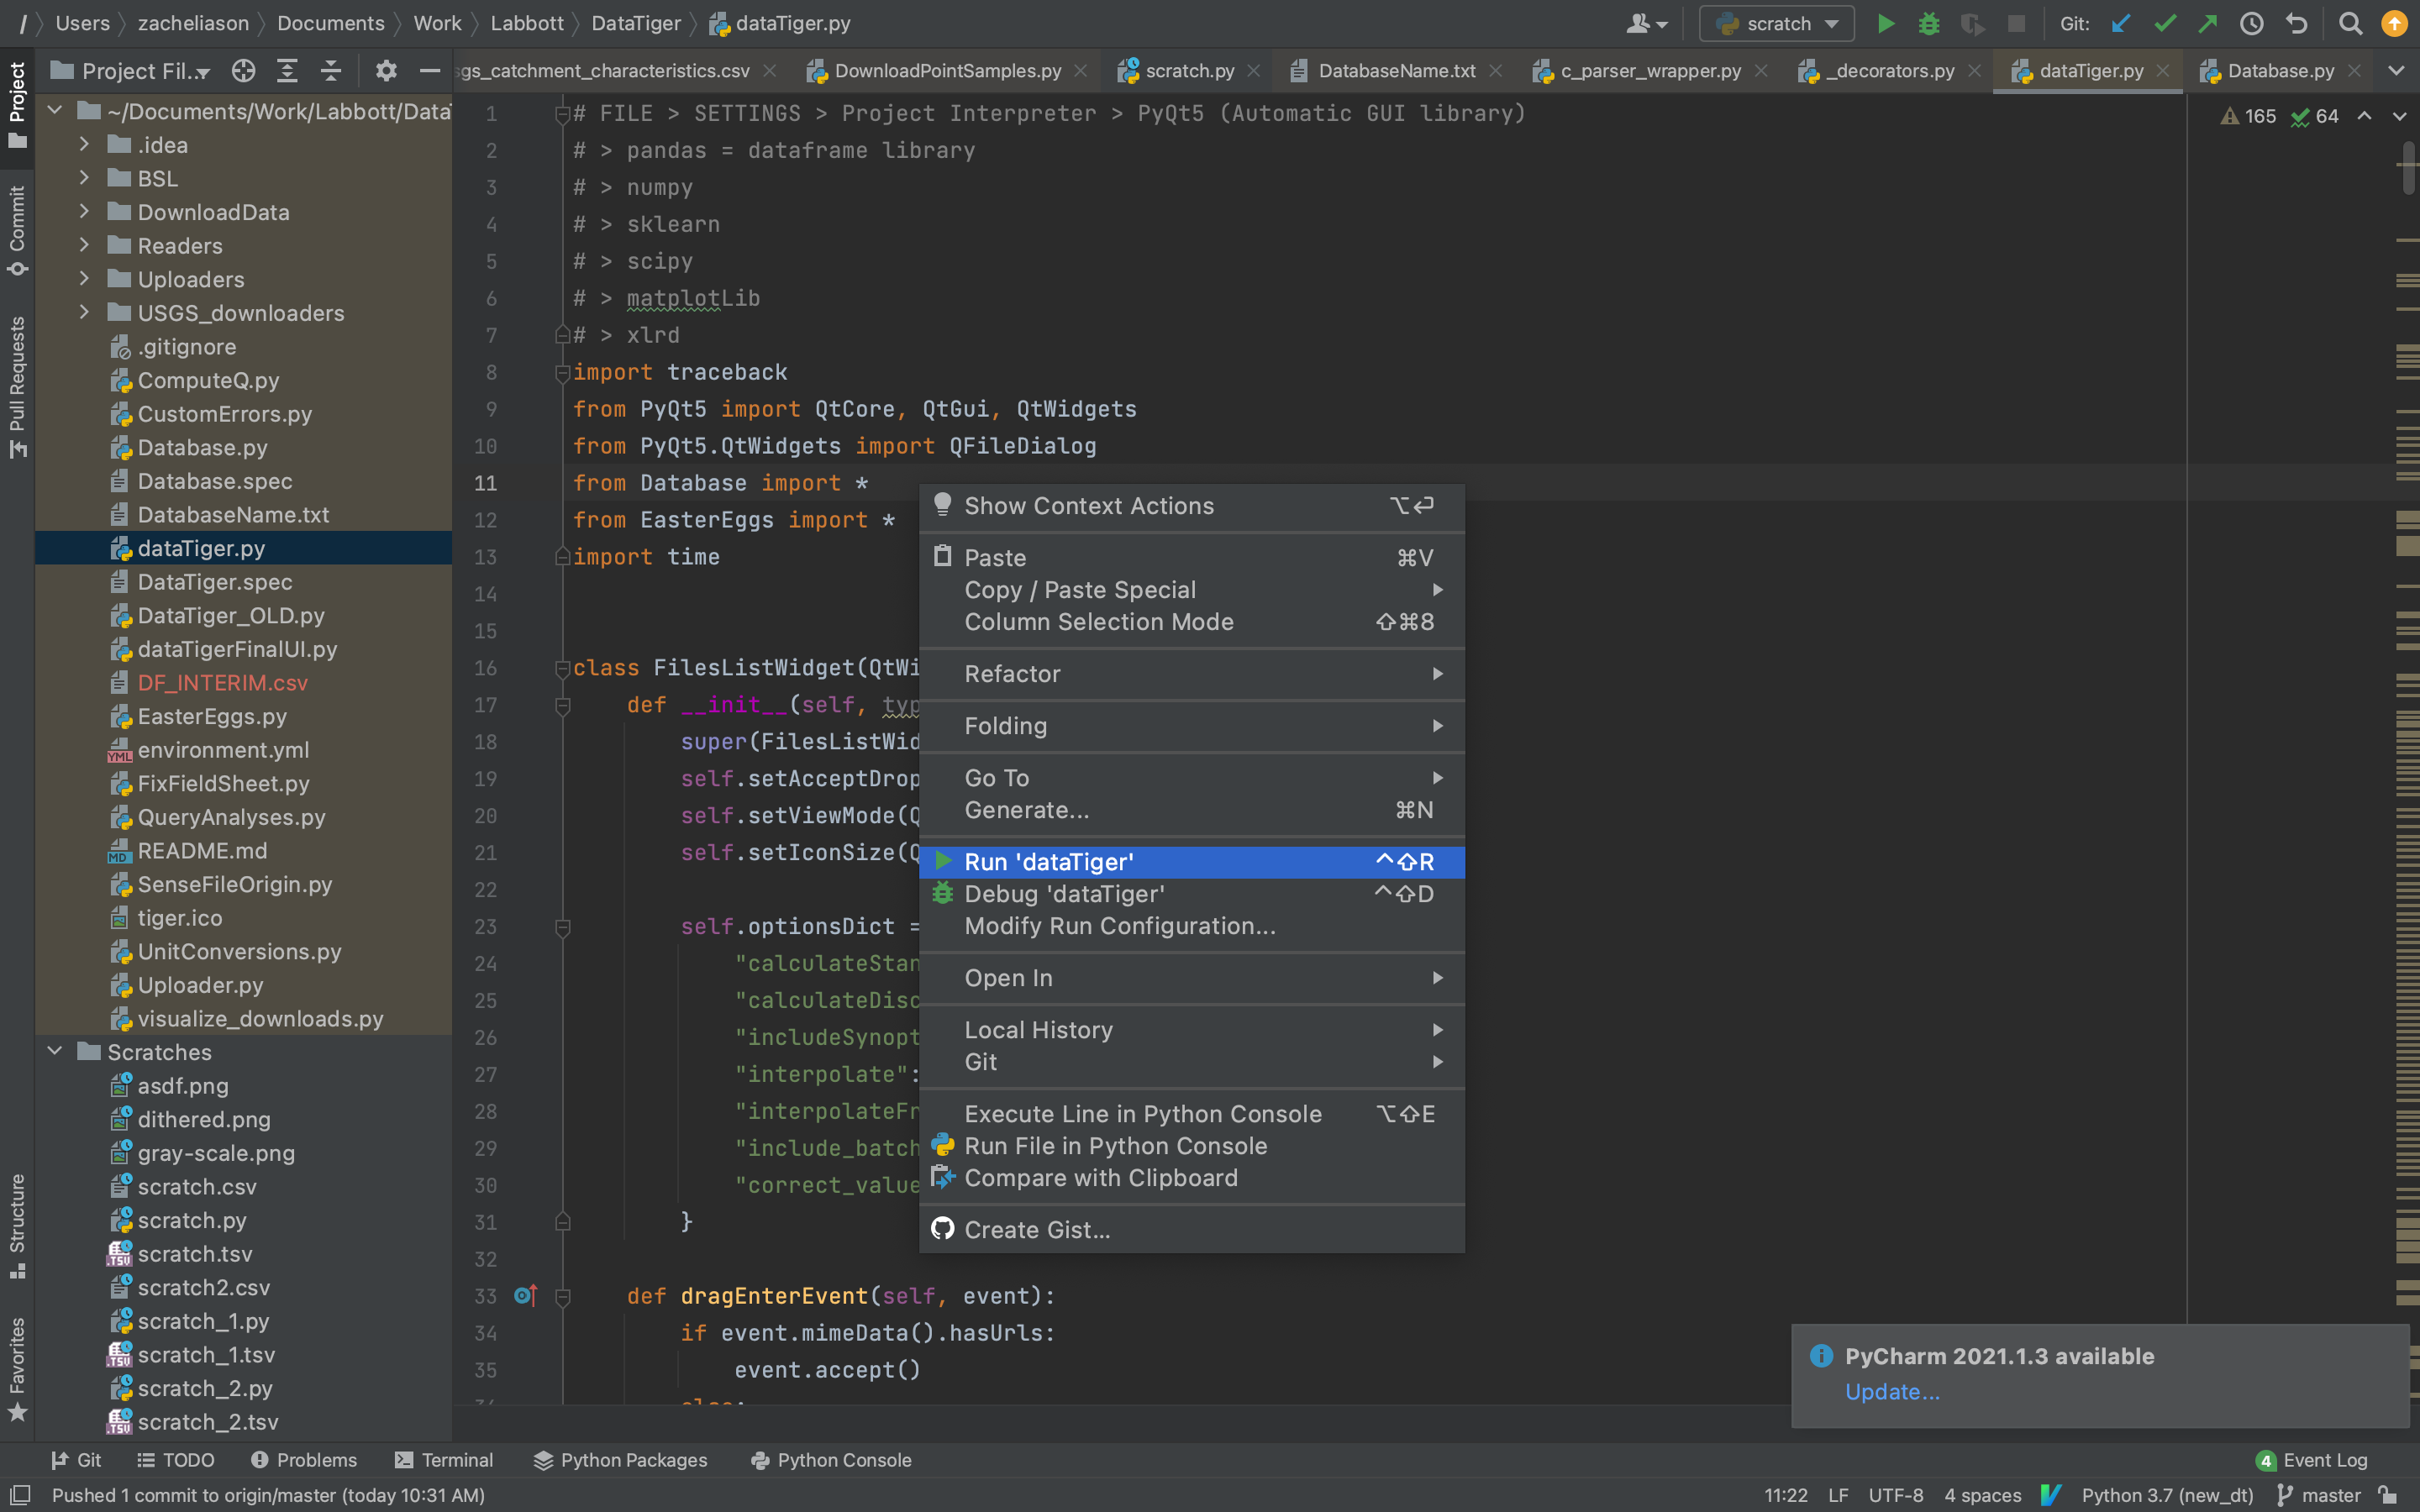 / Users zacheliason Documents Work Labbott DataTiger dataTiger.py
scratch Git:
Project Fil...
sgs_catchment_characteristics.csv DownloadPointSamples.py scratch.py DatabaseName.txt c_parser_wrapper.py _decorators.py dataTiger.py Database.py
Project
Commit
Pull Requests
Structure
Favorites
~/Documents/Work/Labbott/Data
.idea
BSL
DownloadData
Readers
Uploaders
USGS_downloaders
.gitignore
ComputeQ.py
CustomErrors.py
Database.py
Database.spec
DatabaseName.txt
dataTiger.py
DataTiger.spec
DataTiger_OLD.py
dataTigerFinalUI.py
DF_INTERIM.csv
EasterEggs.py
environment.yml
FixFieldSheet.py
QueryAnalyses.py
README.md
SenseFileOrigin.py
tiger.ico
UnitConversions.py
Uploader.py
visualize_downloads.py
Scratches
asdf.png
dithered.png
gray-scale.png
scratch.csv
scratch.py
scratch.tsv
scratch2.csv
scratch_1.py
scratch_1.tsv
scratch_2.py
scratch_2.tsv
165 64
1 # FILE > SETTINGS > Project Interpreter > PyQt5 (Automatic GUI library)
2 # > pandas = dataframe library
3 # > numpy
4 # > sklearn
5 # > scipy
6 # > matplotLib
7 # > xlrd
8 import traceback
9 from PyQt5 import QtCore, QtGui, QtWidgets
10 from PyQt5.QtWidgets import QFileDialog
11 from Database import *
12 from EasterEggs import *
13 import time
14
15
16 class FilesListWidget(QtWi
17 def __init__(self, typ
18 super(FilesListWid
19 self.setAcceptDrop
20 self.setViewMode(Q
21 self.setIconSize(Q
22
23 self.optionsDict =
24 "calculateStan
25 "calculateDisc
26 "includeSynopt
27 "interpolate":
28 "interpolateFr
29 "include_batch
30 "correct_value
31 }
32
33 def dragEnterEvent(self, event):
34 if event.mimeData().hasUrls:
35 event.accept()
Show Context Actions ⌥⏎
Paste ⌘V
Copy / Paste Special
Column Selection Mode ⇧⌘8
Refactor
Folding
Go To
Generate... ⌘N
Run 'dataTiger' ^⇧R
Debug 'dataTiger' ^⇧D
Modify Run Configuration...
Open In
Local History
Git
Execute Line in Python Console ⌥⇧E
Run File in Python Console
Compare with Clipboard
Create Gist...
PyCharm 2021.1.3 available
Update...
Git TODO Problems Terminal Python Packages Python Console 4 Event Log
Pushed 1 commit to origin/master (today 10:31 AM) 11:22 LF UTF-8 4 spaces Python 3.7 (new_dt) master